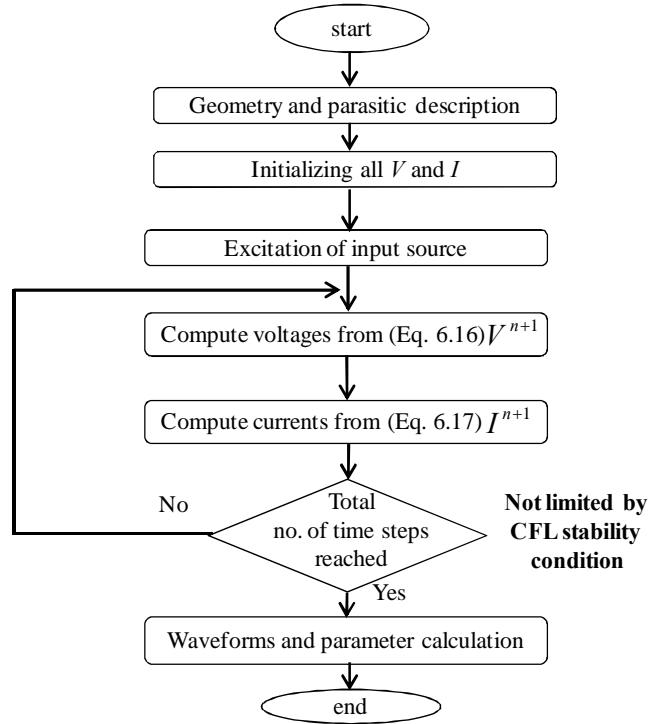 start
Geometry and parasitic description
Initializing all V and I
Excitation of input source
Compute voltages from (Eq. 6.16) V^{n+1}
Compute currents from (Eq. 6.17) I^{n+1}
No
Total
no. of time steps
reached
Not limited by
CFL stability
condition
Yes
Waveforms and parameter calculation
end